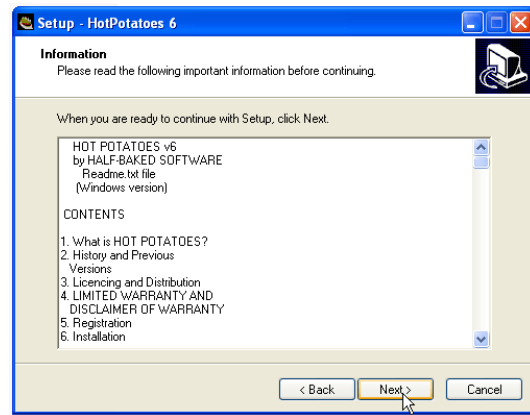 Setup - HotPotatoes 6
Information
Please read the following important information before continuing.
When you are ready to continue with Setup, click Next.
HOT POTATOES v6
by HALF-BAKED SOFTWARE
Readme.txt file
(Windows version)
CONTENTS
1. What is HOT POTATOES?
2. History and Previous
Versions
3. Licencing and Distribution
4. LIMITED WARRANTY AND
DISCLAIMER OF WARRANTY
5. Registration
6. Installation
< Back
Next >
Cancel